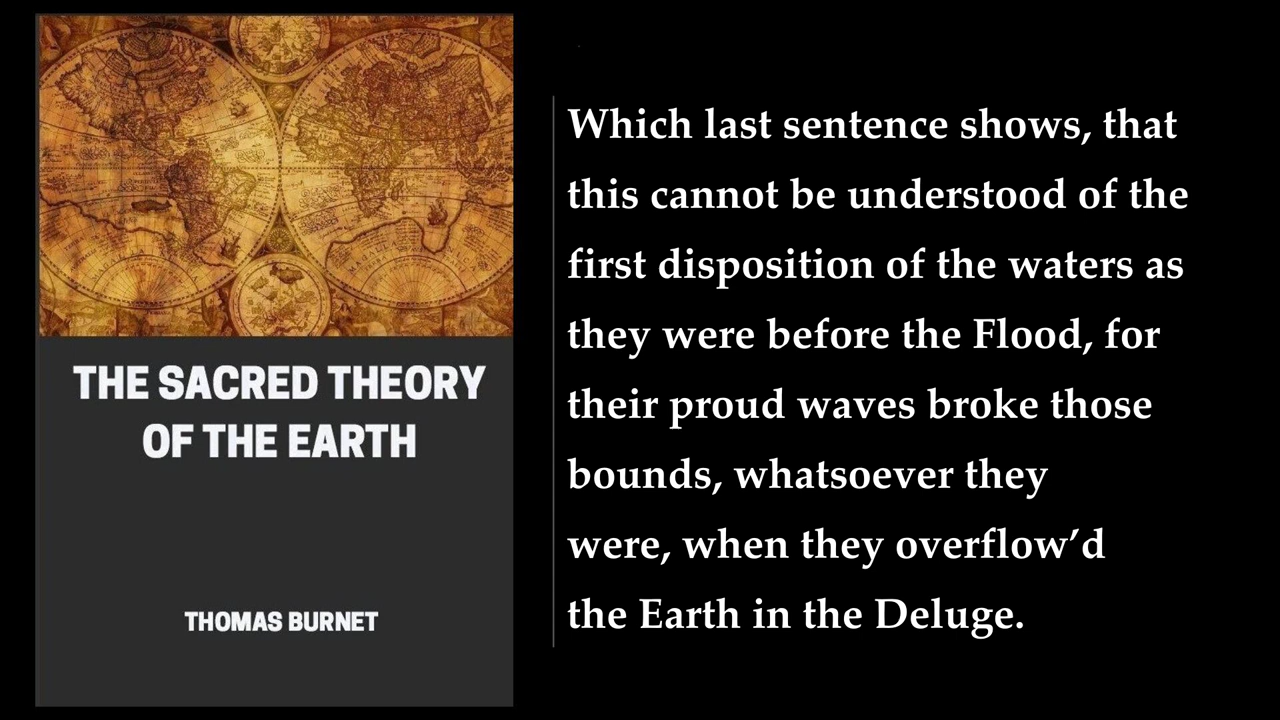 THE SACRED THEORY
OF THE EARTH
THOMAS BURNET
Which last sentence shows, that
this cannot be understood of the
first disposition of the waters as
they were before the Flood, for
their proud waves broke those
bounds, whatsoever they
were, when they overflow’d
the Earth in the Deluge.